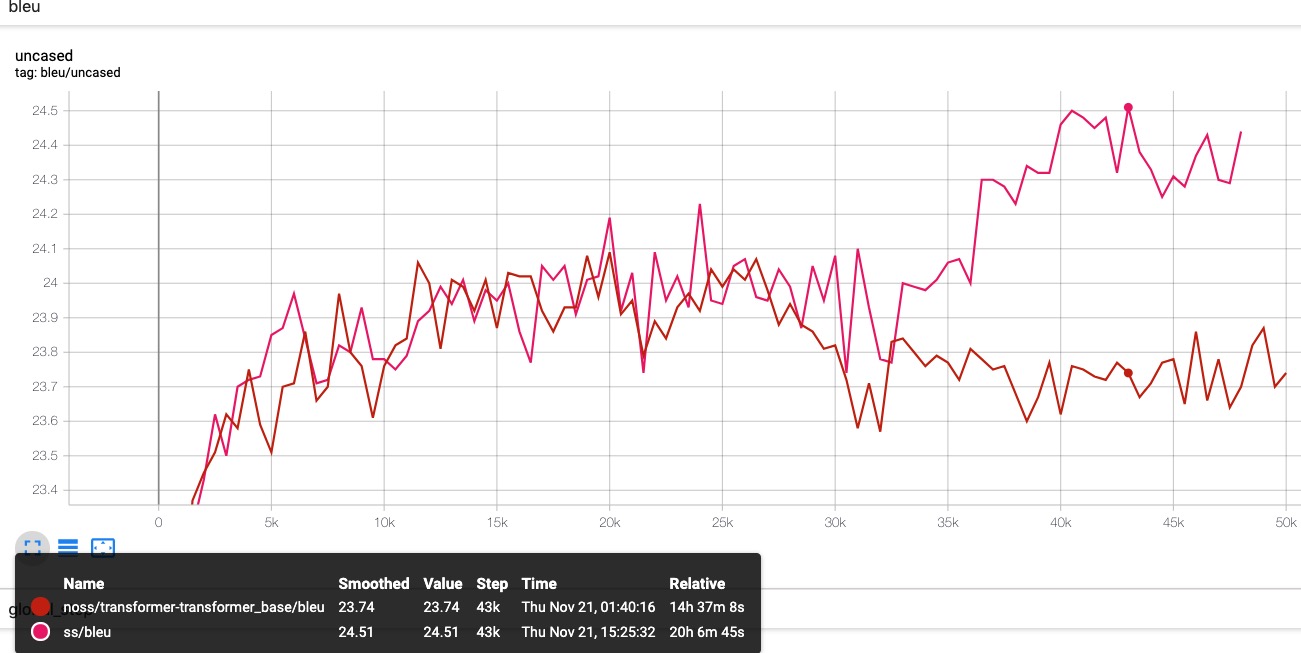 bleu
uncased
tag: bleu/uncased
24.5
24.4
24.3
24.2
24.1
24
23.9
23.8
23.7
23.6
23.5
23.4
0 5k 10k 15k 20k 25k 30k 35k 40k 45k 50k
Name Smoothed Value Step Time Relative
noss/transformer-transformer_base/bleu 23.74 23.74 43k Thu Nov 21, 01:40:16 14h 37m 8s
ss/bleu 24.51 24.51 43k Thu Nov 21, 15:25:32 20h 6m 45s